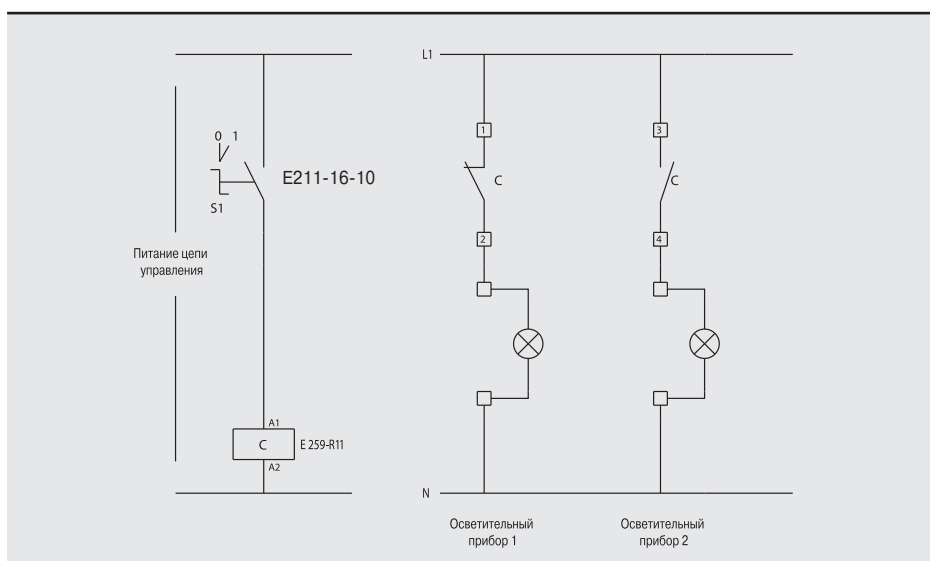 L1
1
3
0 1
E211-16-10
C
C
S1
2
4
Питание цепи
управления
A1
C
E 259-R11
A2
N
Осветительный
прибор 1
Осветительный
прибор 2